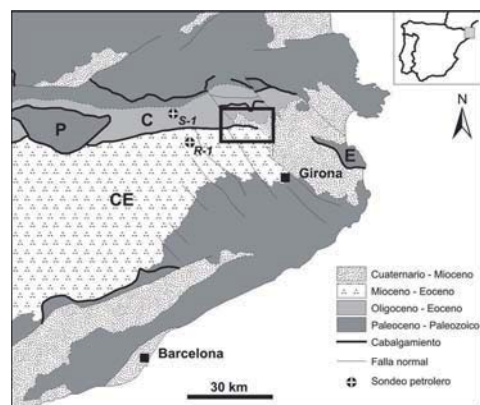 N
P
C
S-1
R-1
E
Girona
CE
Cuaternario - Mioceno
Mioceno - Eoceno
Oligoceno - Eoceno
Paleoceno - Paleozoico
Cabalgamiento
Falla normal
Sondeo petrolero
Barcelona
30 km